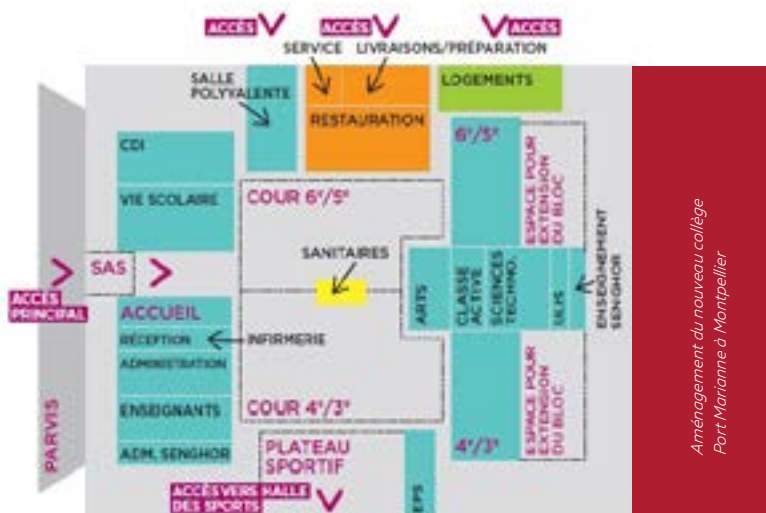 ACCÈS
ACCÈS
ACCÈS
SERVICE
LIVRAISONS/PRÉPARATION
SALLE
POLYVALENTE
LOGEMENTS
RESTAURATION
CDI
6e/5e
ESPACE POUR
EXTENSION
DU BLOC
VIE SCOLAIRE
COUR 6e/5e
SANITAIRES
SAS
ACCÈS
PRINCIPAL
ACCUEIL
RÉCEPTION
INFIRMERIE
ADMINISTRATION
ENSEIGNANTS
ADM. SENGHOR
PARVIS
COUR 4e/3e
ARTS
CLASSE
ACTIVE
SCIENCES
TECHNO.
ULIS
ENSEIGNEMENT
SENGHOR
4e/3e
ESPACE POUR
EXTENSION
DU BLOC
PLATEAU
SPORTIF
ACCÈS VERS HALLE
DES SPORTS
EPS
Aménagement du nouveau collège
Port Marianne à Montpellier